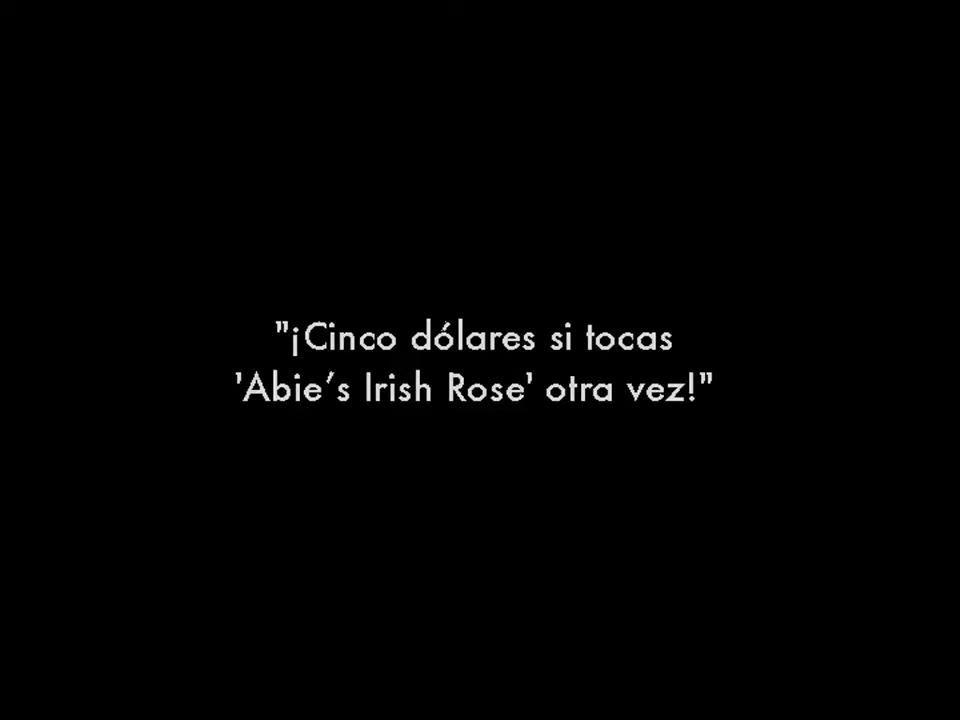 "¡Cinco dólares si tocas
'Abie’s Irish Rose' otra vez!"